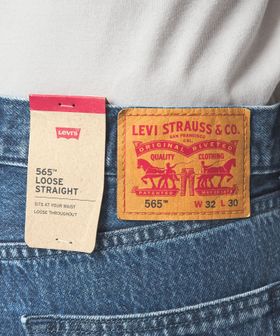 Levi's
565™
LOOSE
STRAIGHT
SITS AT YOUR WAIST
LOOSE THROUGHOUT
LEVI STRAUSS & CO.
SAN FRANCISCO
CAL.
ORIGINAL RIVETED
QUALITY CLOTHING
PATENTED
565™ W 32 L 30